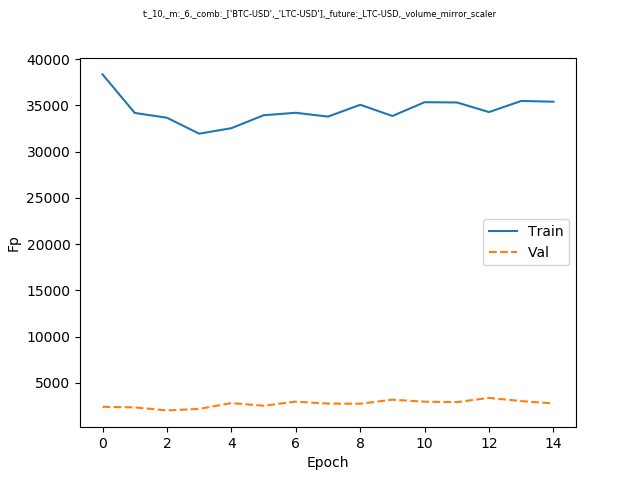 t:_10,_m:_6,_comb:_['BTC-USD',_'LTC-USD'],_future:_LTC-USD,_volume_mirror_scaler
40000
35000
30000
25000
20000
15000
10000
5000
Fp
Train
Val
0 2 4 6 8 10 12 14
Epoch